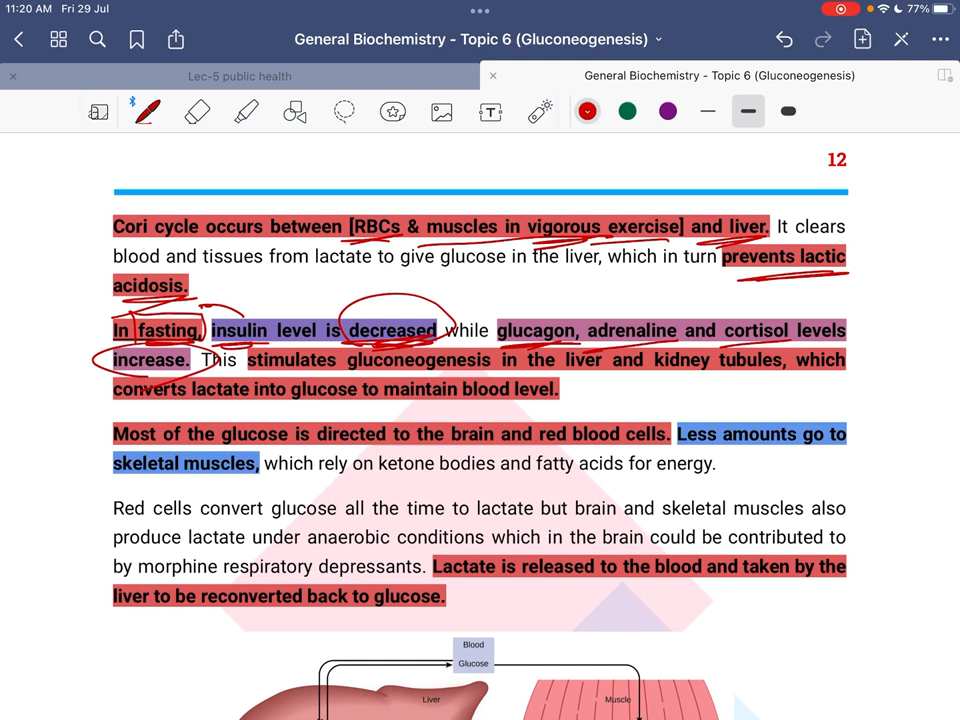 11:20 AM Fri 29 Jul
77%
General Biochemistry - Topic 6 (Gluconeogenesis)
Lec-5 public health
General Biochemistry - Topic 6 (Gluconeogenesis)
12
Cori cycle occurs between [RBCs & muscles in vigorous exercise] and liver. It clears
blood and tissues from lactate to give glucose in the liver, which in turn prevents lactic
acidosis.
In fasting, insulin level is decreased while glucagon, adrenaline and cortisol levels
increase. This stimulates gluconeogenesis in the liver and kidney tubules, which
converts lactate into glucose to maintain blood level.
Most of the glucose is directed to the brain and red blood cells. Less amounts go to
skeletal muscles, which rely on ketone bodies and fatty acids for energy.
Red cells convert glucose all the time to lactate but brain and skeletal muscles also
produce lactate under anaerobic conditions which in the brain could be contributed to
by morphine respiratory depressants. Lactate is released to the blood and taken by the
liver to be reconverted back to glucose.
Blood
Glucose
Liver
Muscle